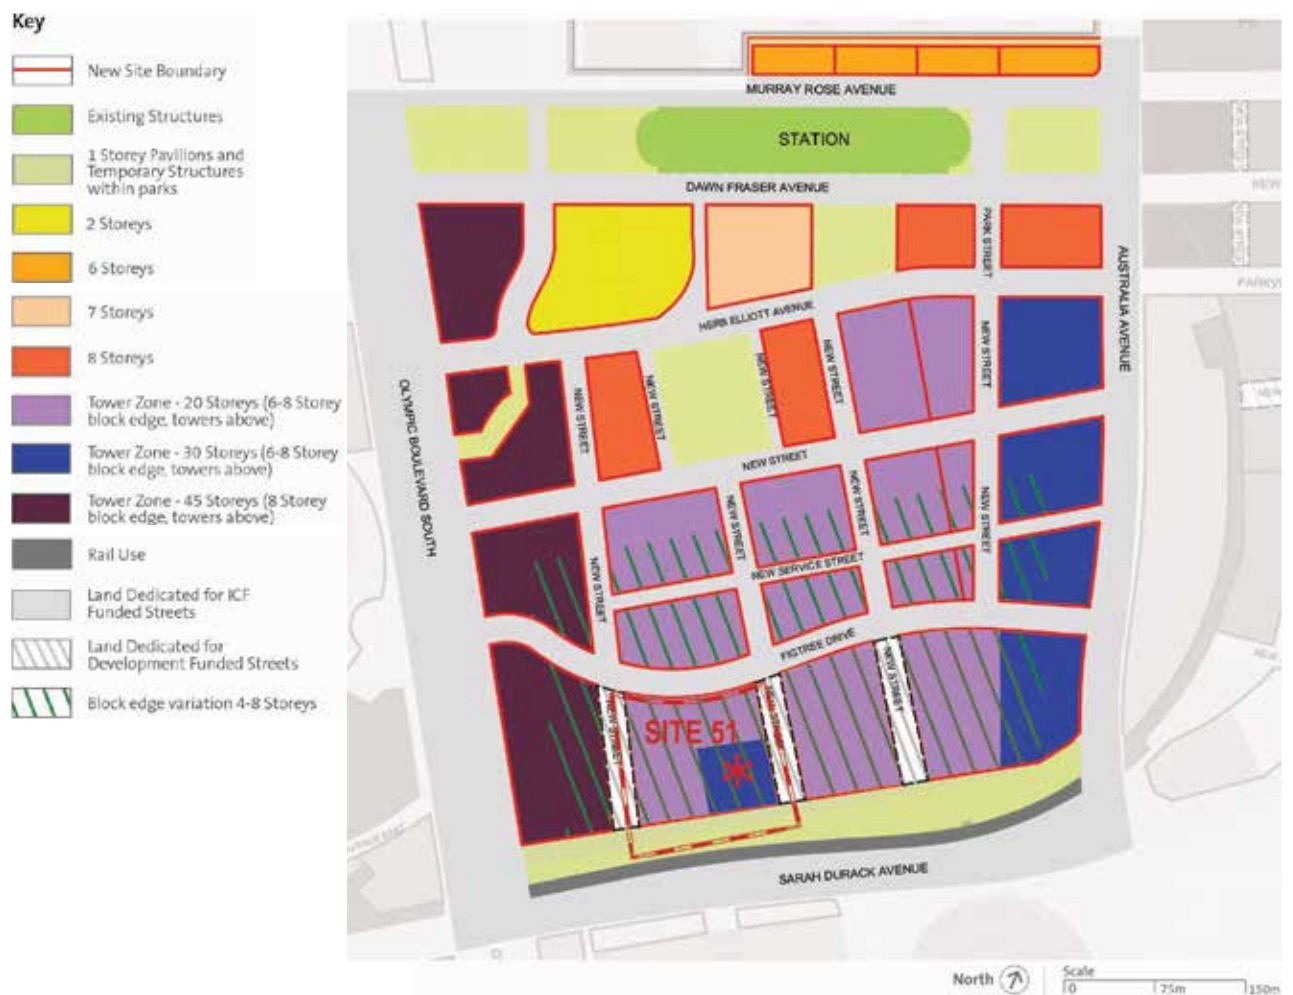 Key
New Site Boundary
Existing Structures
1 Storey Pavilions and
Temporary Structures
within parks
2 Storeys
6 Storeys
7 Storeys
8 Storeys
Tower Zone - 20 Storeys (6-8 Storey
block edge, towers above)
Tower Zone - 30 Storeys (6-8 Storey
block edge, towers above)
Tower Zone - 45 Storeys (8 Storey
block edge, towers above)
Rail Use
Land Dedicated for ICF
Funded Streets
Land Dedicated for
Development Funded Streets
Block edge variation 4-8 Storeys
MURRAY ROSE AVENUE
STATION
DAWN FRASER AVENUE
PARK STREET
AUSTRALIA AVENUE
HERB ELLIOTT AVENUE
NEW STREET
NEW STREET
NEW STREET
NEW STREET
NEW STREET
OLYMPIC BOULEVARD SOUTH
NEW STREET
NEW STREET
NEW STREET
NEW STREET
NEW STREET
NEW SERVICE STREET
FIGTREE DRIVE
NEW STREET
NEW STREET
NEW STREET
SITE 51
SARAH DURACK AVENUE
North
Scale
0 75m 150m